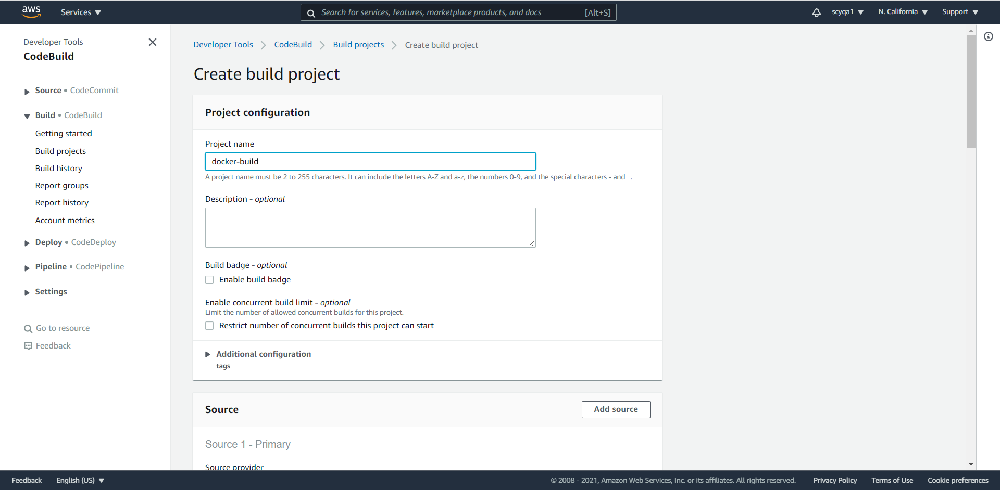 aws
Services
Search for services, features, marketplace products, and docs [Alt+S]
scyqa1
N. California
Support
Developer Tools
CodeBuild
Source • CodeCommit
Build • CodeBuild
Getting started
Build projects
Build history
Report groups
Report history
Account metrics
Deploy • CodeDeploy
Pipeline • CodePipeline
Settings
Go to resource
Feedback
Developer Tools
CodeBuild
Build projects
Create build project
Create build project
Project configuration
Project name
docker-build
A project name must be 2 to 255 characters. It can include the letters A-Z and a-z, the numbers 0-9, and the special characters - and _.
Description - optional
Build badge - optional
Enable build badge
Enable concurrent build limit - optional
Limit the number of allowed concurrent builds for this project.
Restrict number of concurrent builds this project can start
Additional configuration
tags
Source
Add source
Source 1 - Primary
Source provider
Feedback
English (US)
© 2008 - 2021, Amazon Web Services, Inc. or its affiliates. All rights reserved.
Privacy Policy
Terms of Use
Cookie preferences